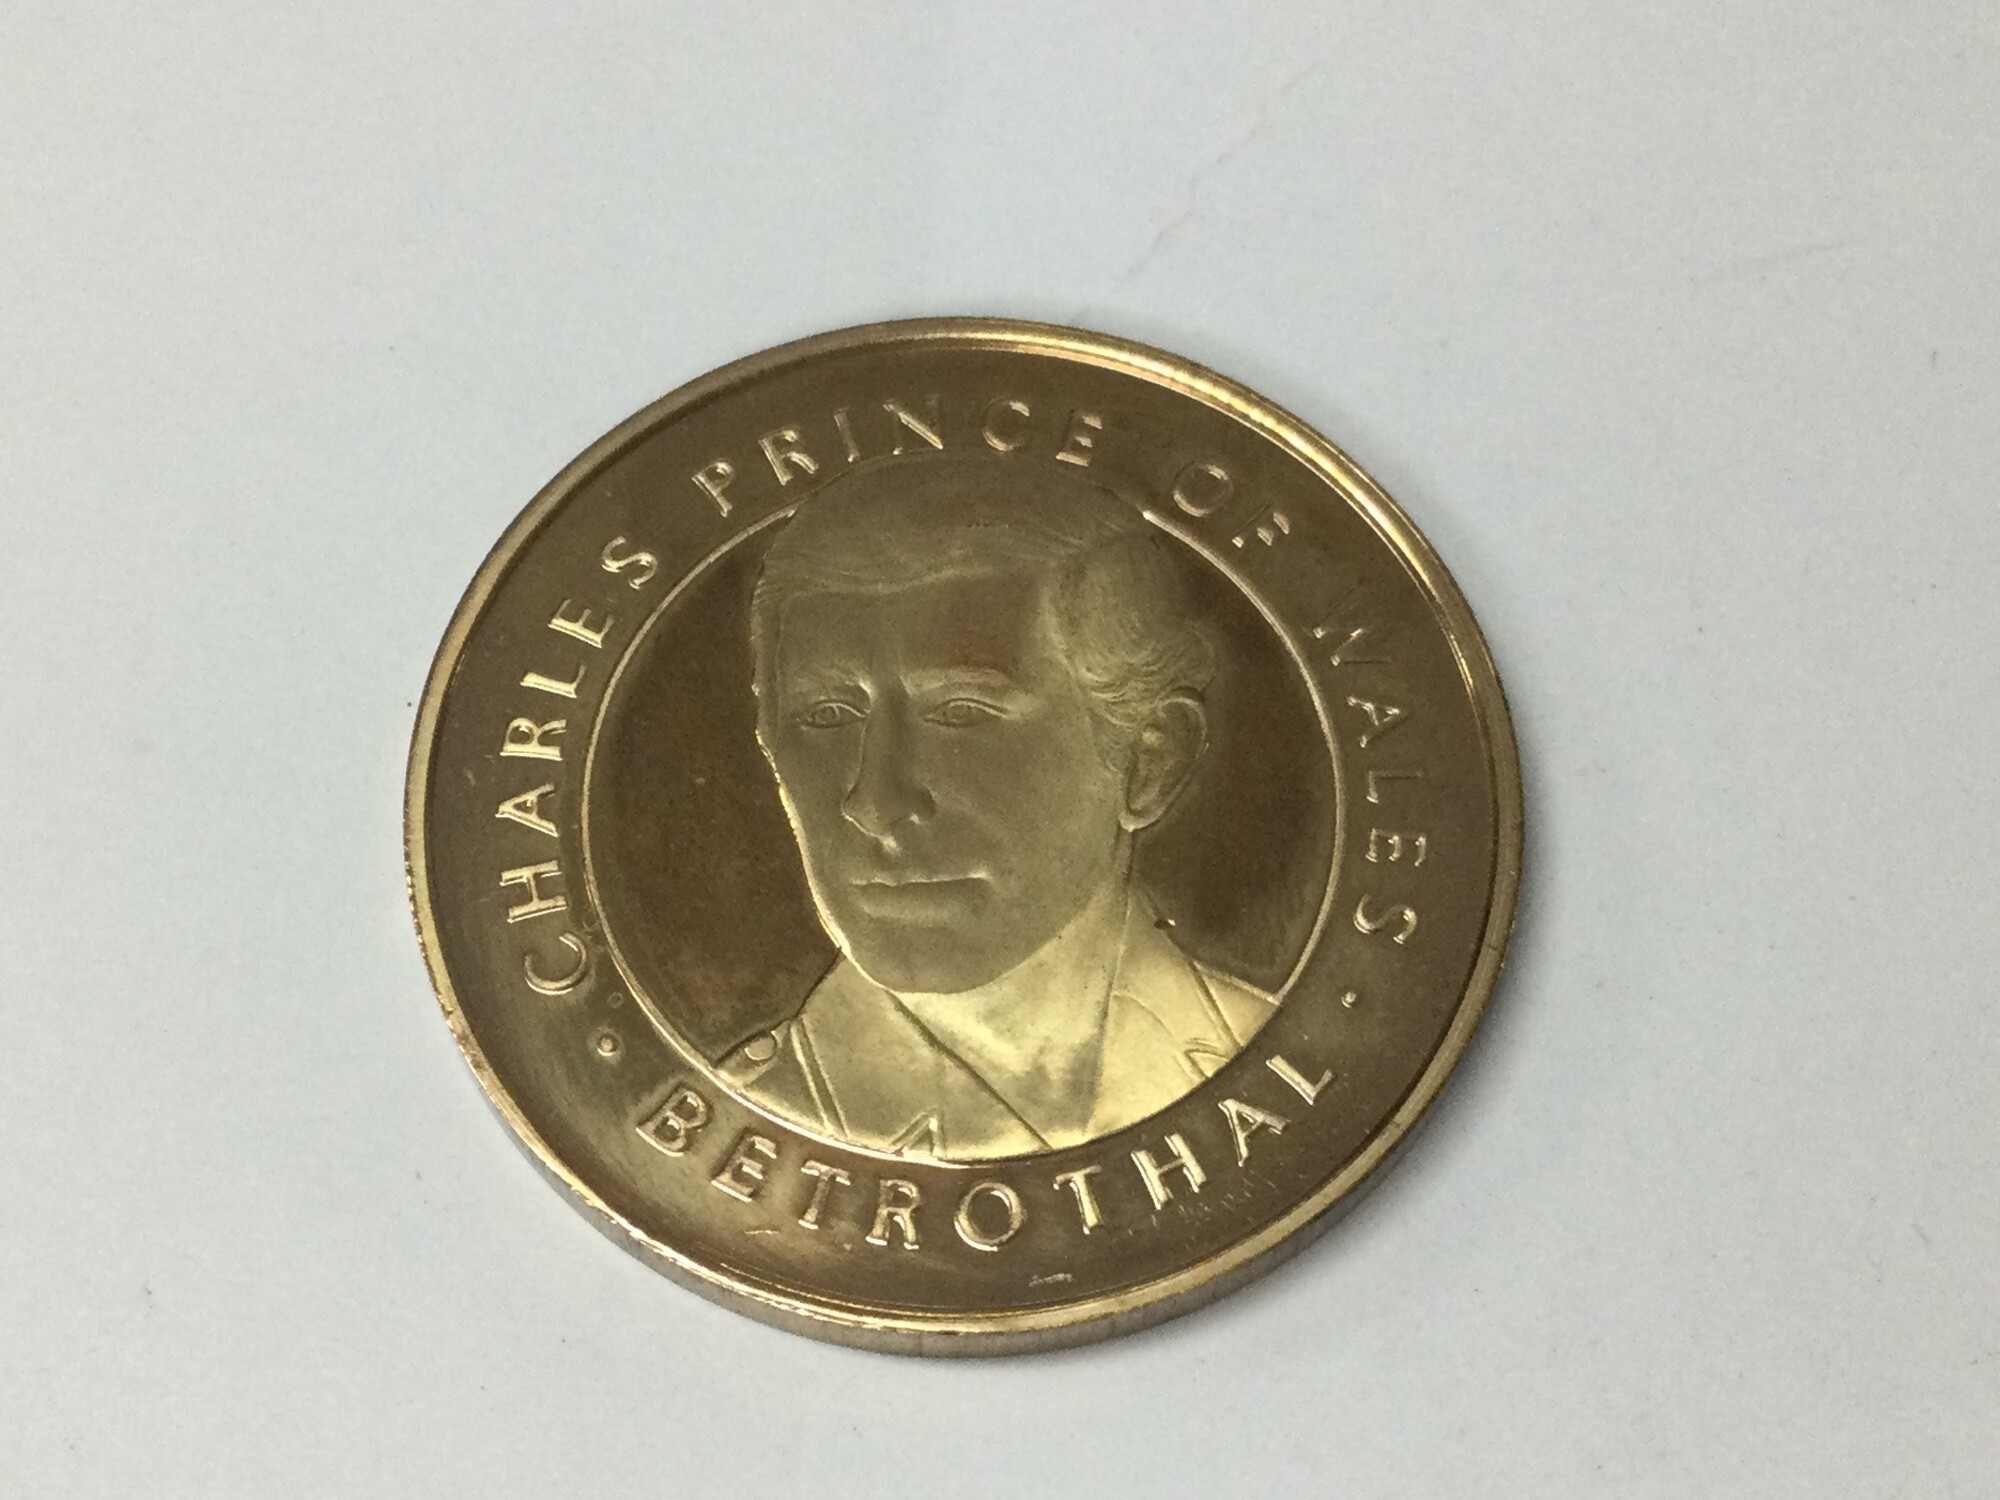 CHARLES PRINCE OF WALES
· BETROTHAL ·